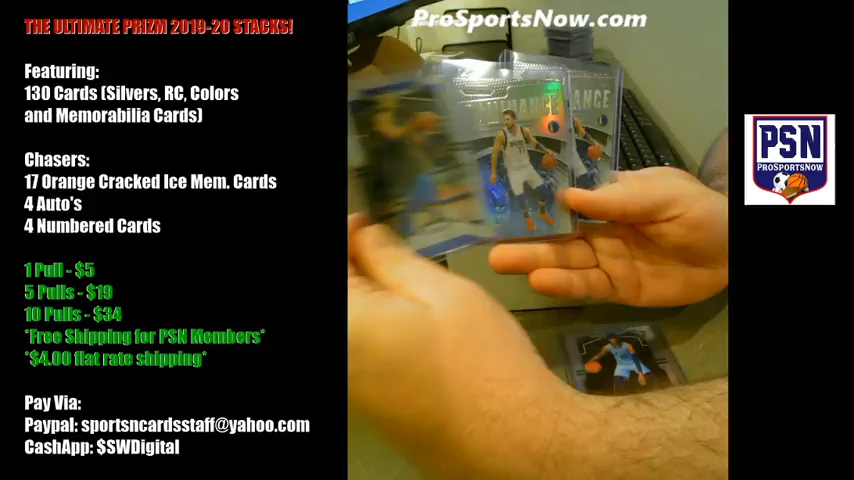 THE ULTIMATE PRIZM 2019-20 STACKS!
ProSportsNow.com
Featuring:
130 Cards (Silvers, RC, Colors
and Memorabilia Cards)
Chasers:
17 Orange Cracked Ice Mem. Cards
4 Auto's
4 Numbered Cards
1 Pull - $5
5 Pulls - $19
10 Pulls - $34
*Free Shipping for PSN Members*
*$4.00 flat rate shipping*
Pay Via:
Paypal: sportsncardsstaff@yahoo.com
CashApp: $SWDigital
PSN
PROSPORTSNOW